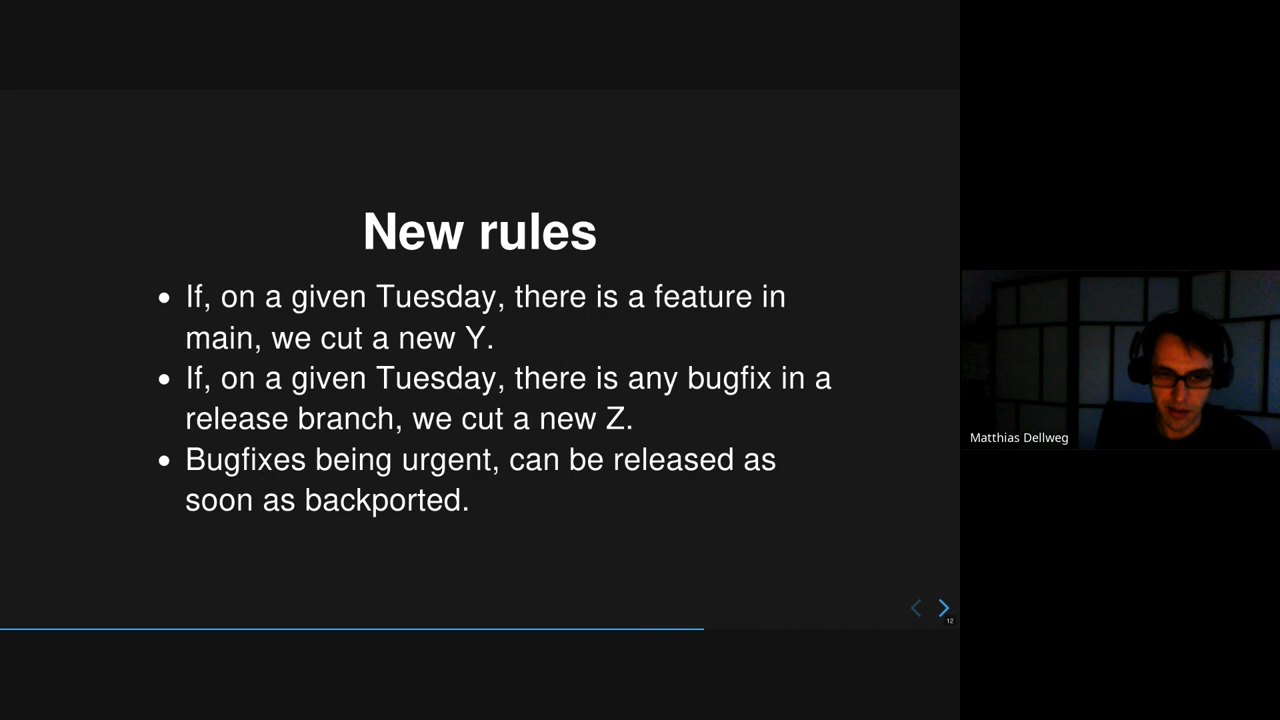 New rules
• If, on a given Tuesday, there is a feature in
main, we cut a new Y.
• If, on a given Tuesday, there is any bugfix in a
release branch, we cut a new Z.
• Bugfixes being urgent, can be released as
soon as backported.
12
Matthias Dellweg